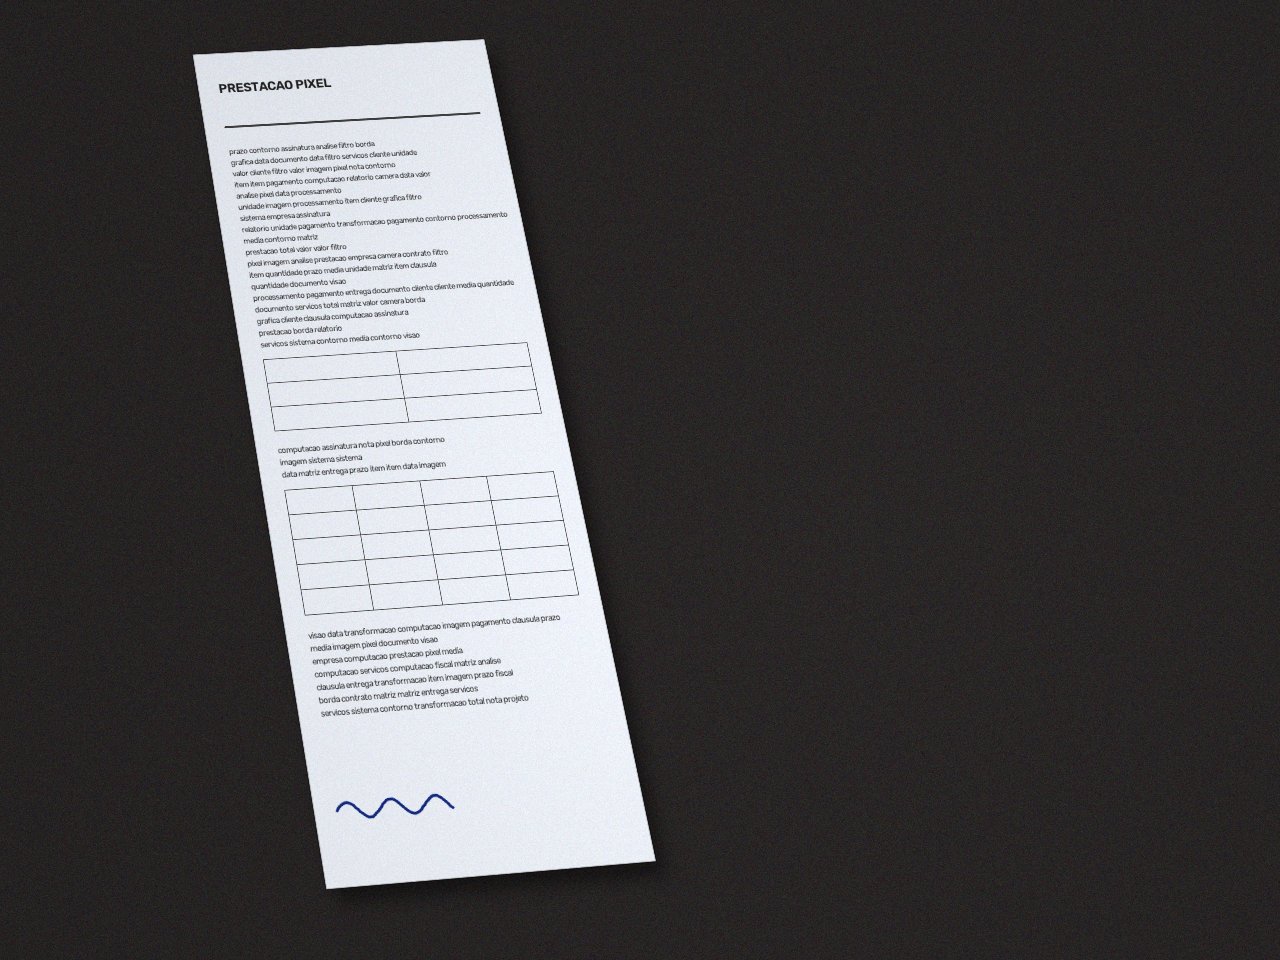 PRESTACAO PIXEL
prazo contorno assinatura analise filtro borda
grafica data documento data filtro servicos cliente unidade
valor cliente filtro valor imagem pixel nota contorno
item item pagamento computacao relatorio camera data valor
analise pixel data processamento
unidade imagem processamento item cliente grafica filtro
sistema empresa assinatura
relatorio unidade pagamento transformacao pagamento contorno processamento
media contorno matriz
prestacao total valor valor filtro
pixel imagem analise prestacao empresa camera contrato filtro
item quantidade prazo media unidade matriz item clausula
quantidade documento visao
processamento pagamento entrega documento cliente cliente media quantidade
documento servicos total matriz valor camera borda
grafica cliente clausula computacao assinatura
prestacao borda relatorio
servicos sistema contorno media contorno visao
computacao assinatura nota pixel borda contorno
imagem sistema sistema
data matriz entrega prazo item item data imagem
visao data transformacao computacao imagem pagamento clausula prazo
media imagem pixel documento visao
empresa computacao prestacao pixel media
computacao servicos computacao fiscal matriz analise
clausula entrega transformacao item imagem prazo fiscal
borda contrato matriz matriz entrega servicos
servicos sistema contorno transformacao total nota projeto